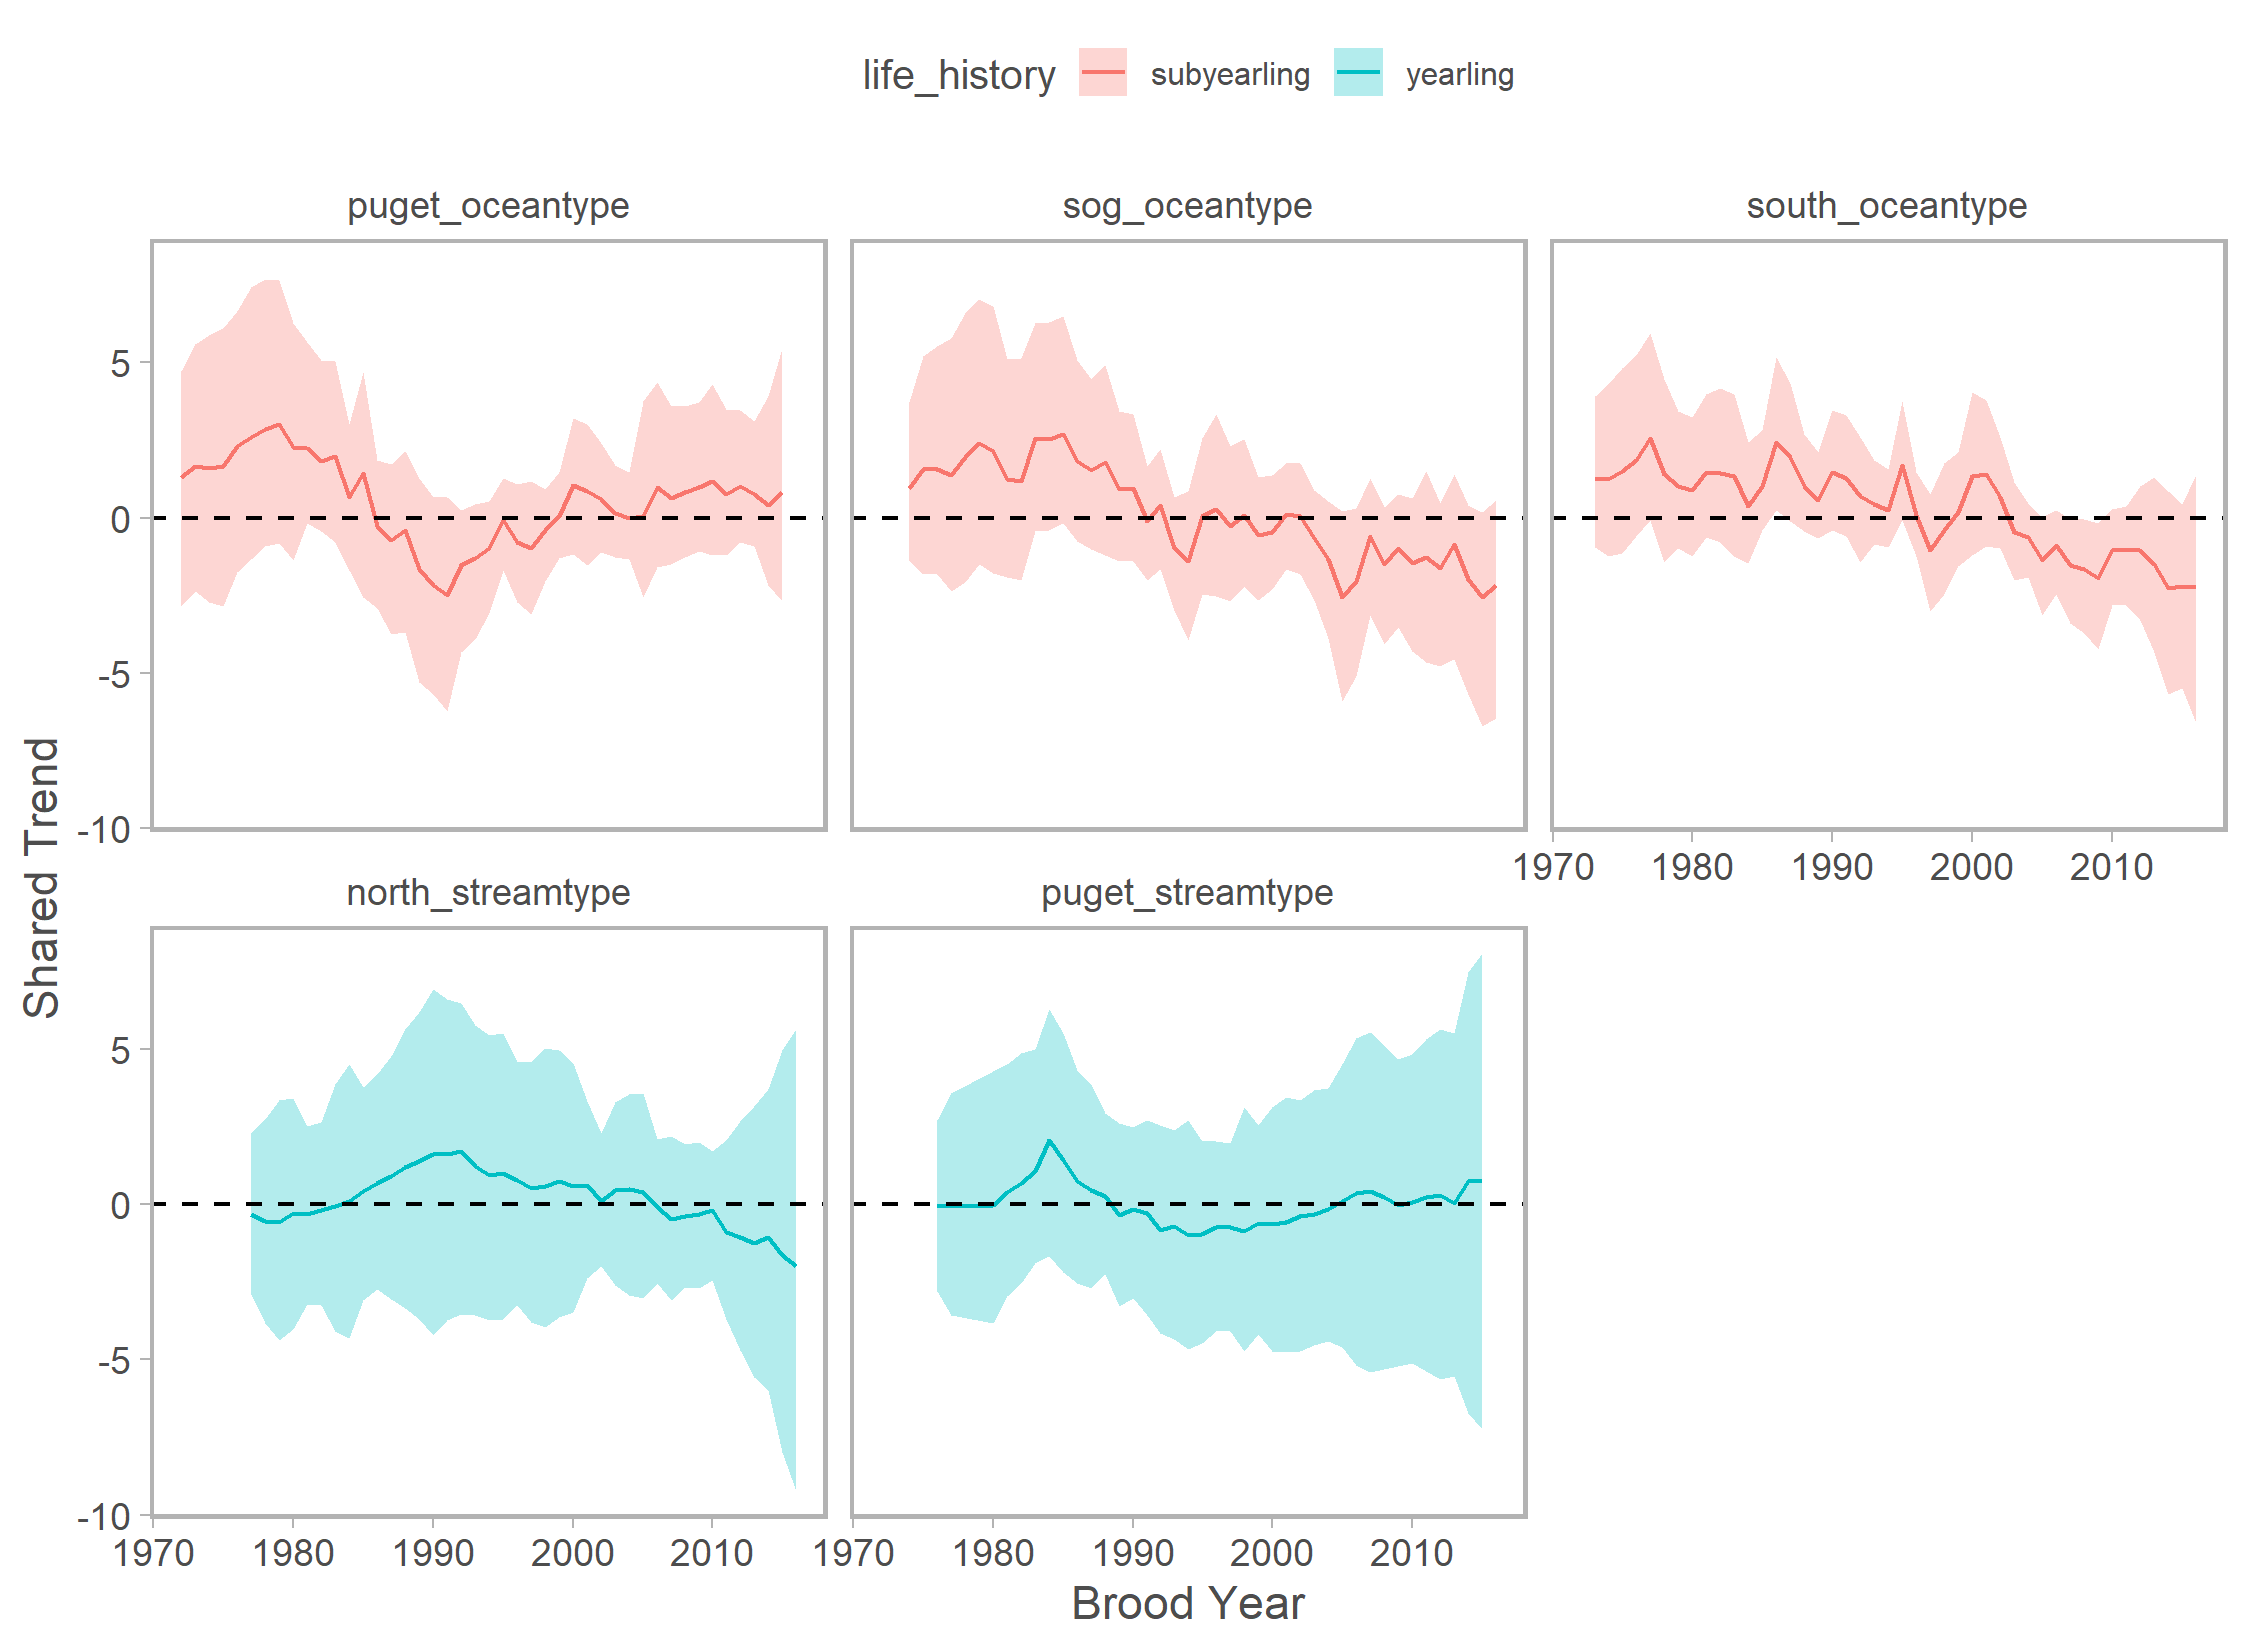 life_history subyearling yearling
puget_oceantype sog_oceantype south_oceantype
5
0
-5
-10
1970 1980 1990 2000 2010
Shared Trend
north_streamtype puget_streamtype
5
0
-5
-10
1970 1980 1990 2000 2010 1970 1980 1990 2000 2010
Brood Year